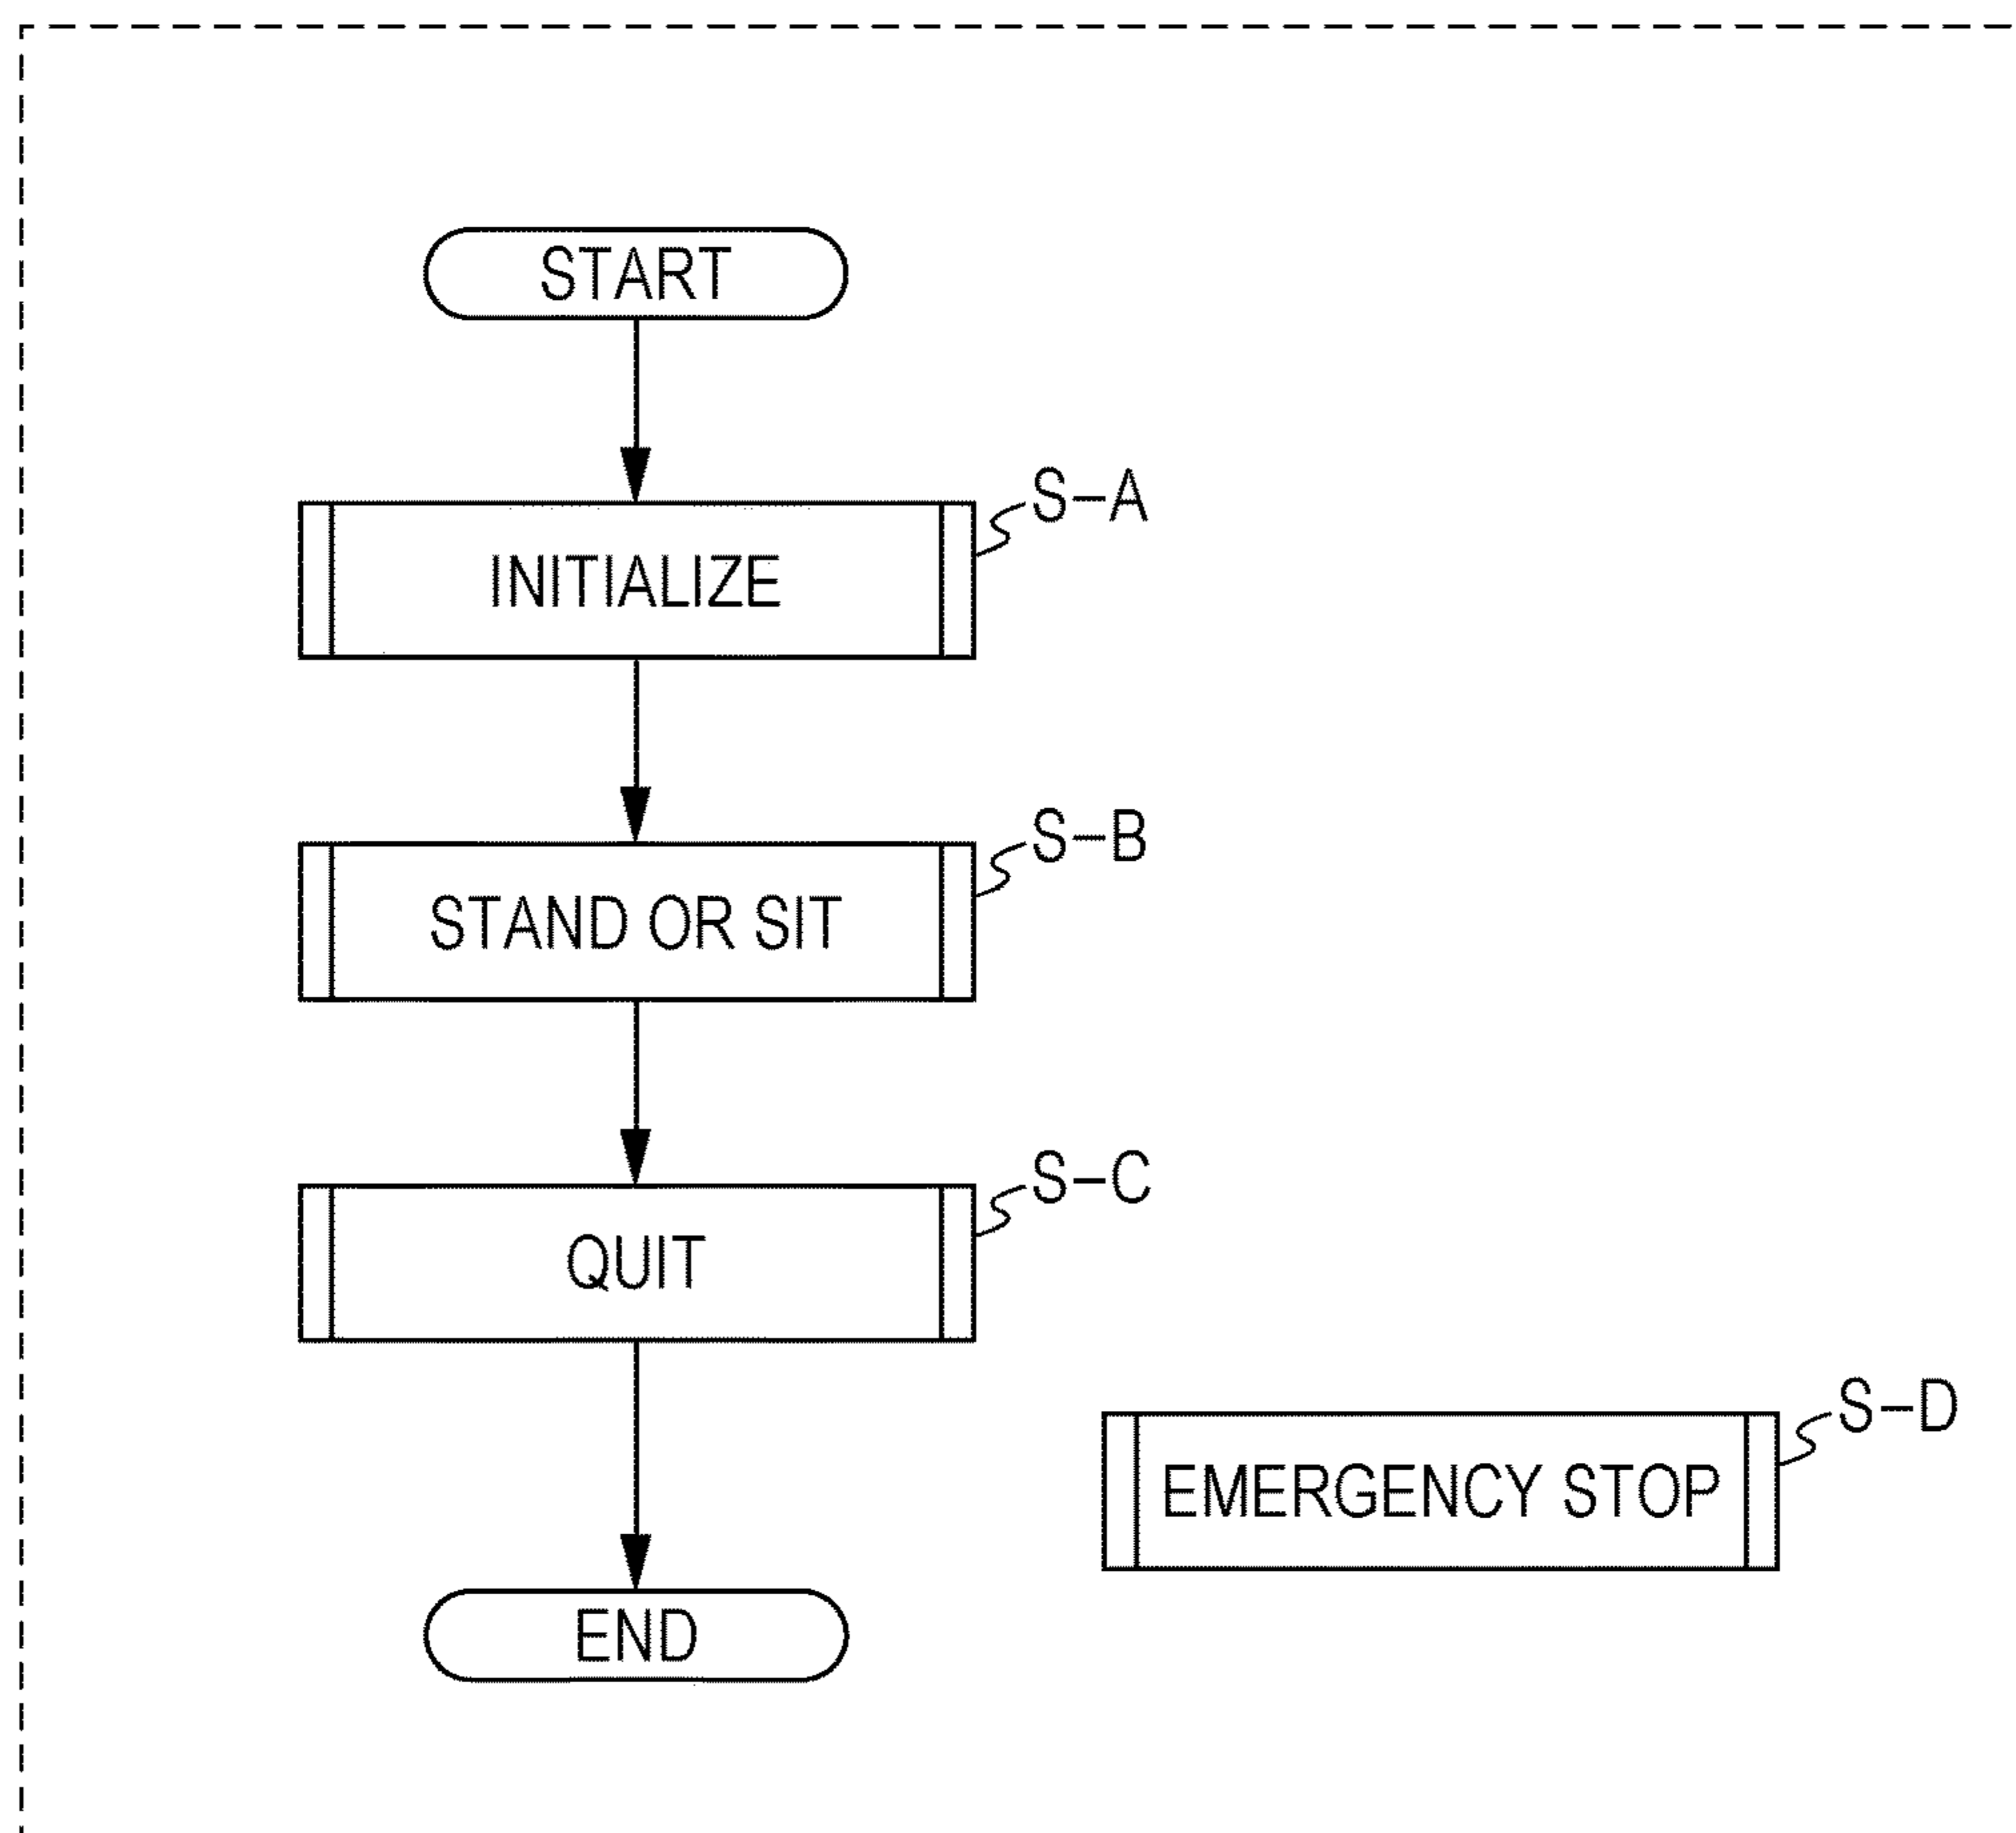 START
S-A
INITIALIZE
S-B
STAND OR SIT
S-C
QUIT
S-D
EMERGENCY STOP
END